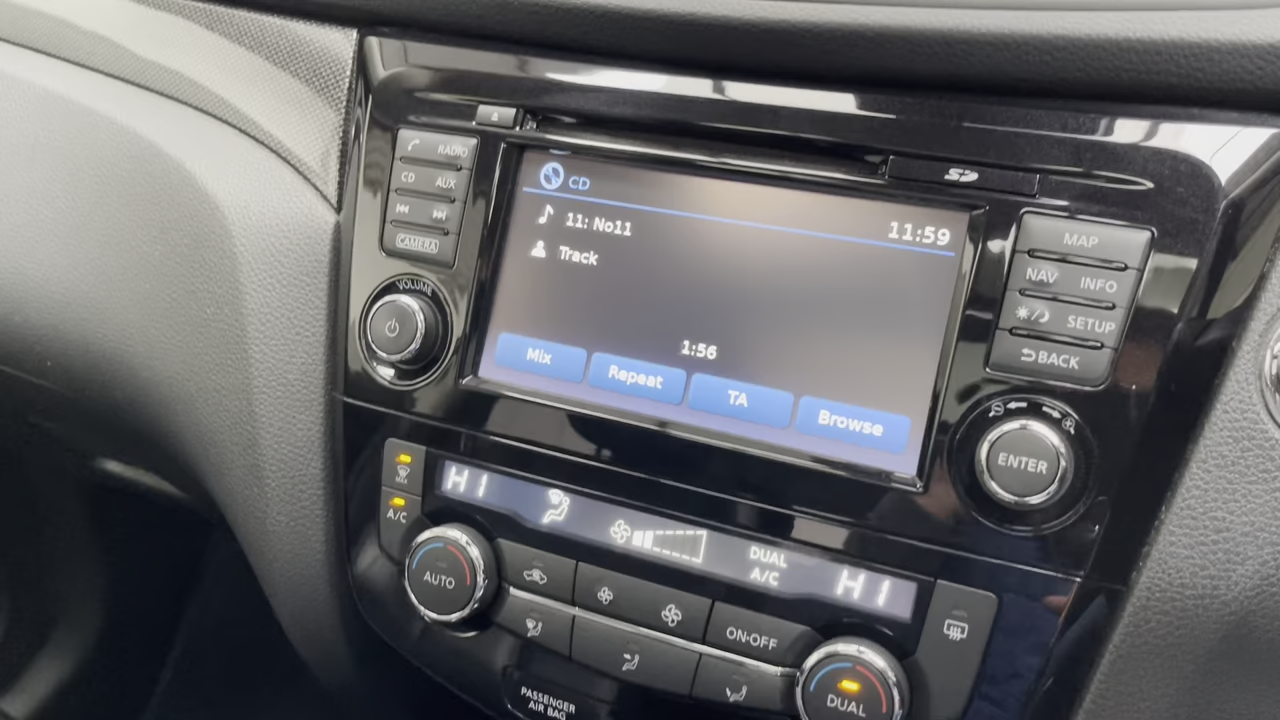 RADIO
CD AUX
CAMERA
VOLUME
CD
11: No11
11:59
Track
1:56
Mix Repeat TA Browse
SD
MAP
NAV INFO
SETUP
BACK
ENTER
MAX
A/C
HI
DUAL
A/C
HI
AUTO
ON·OFF
DUAL
PASSENGER
AIR BAG